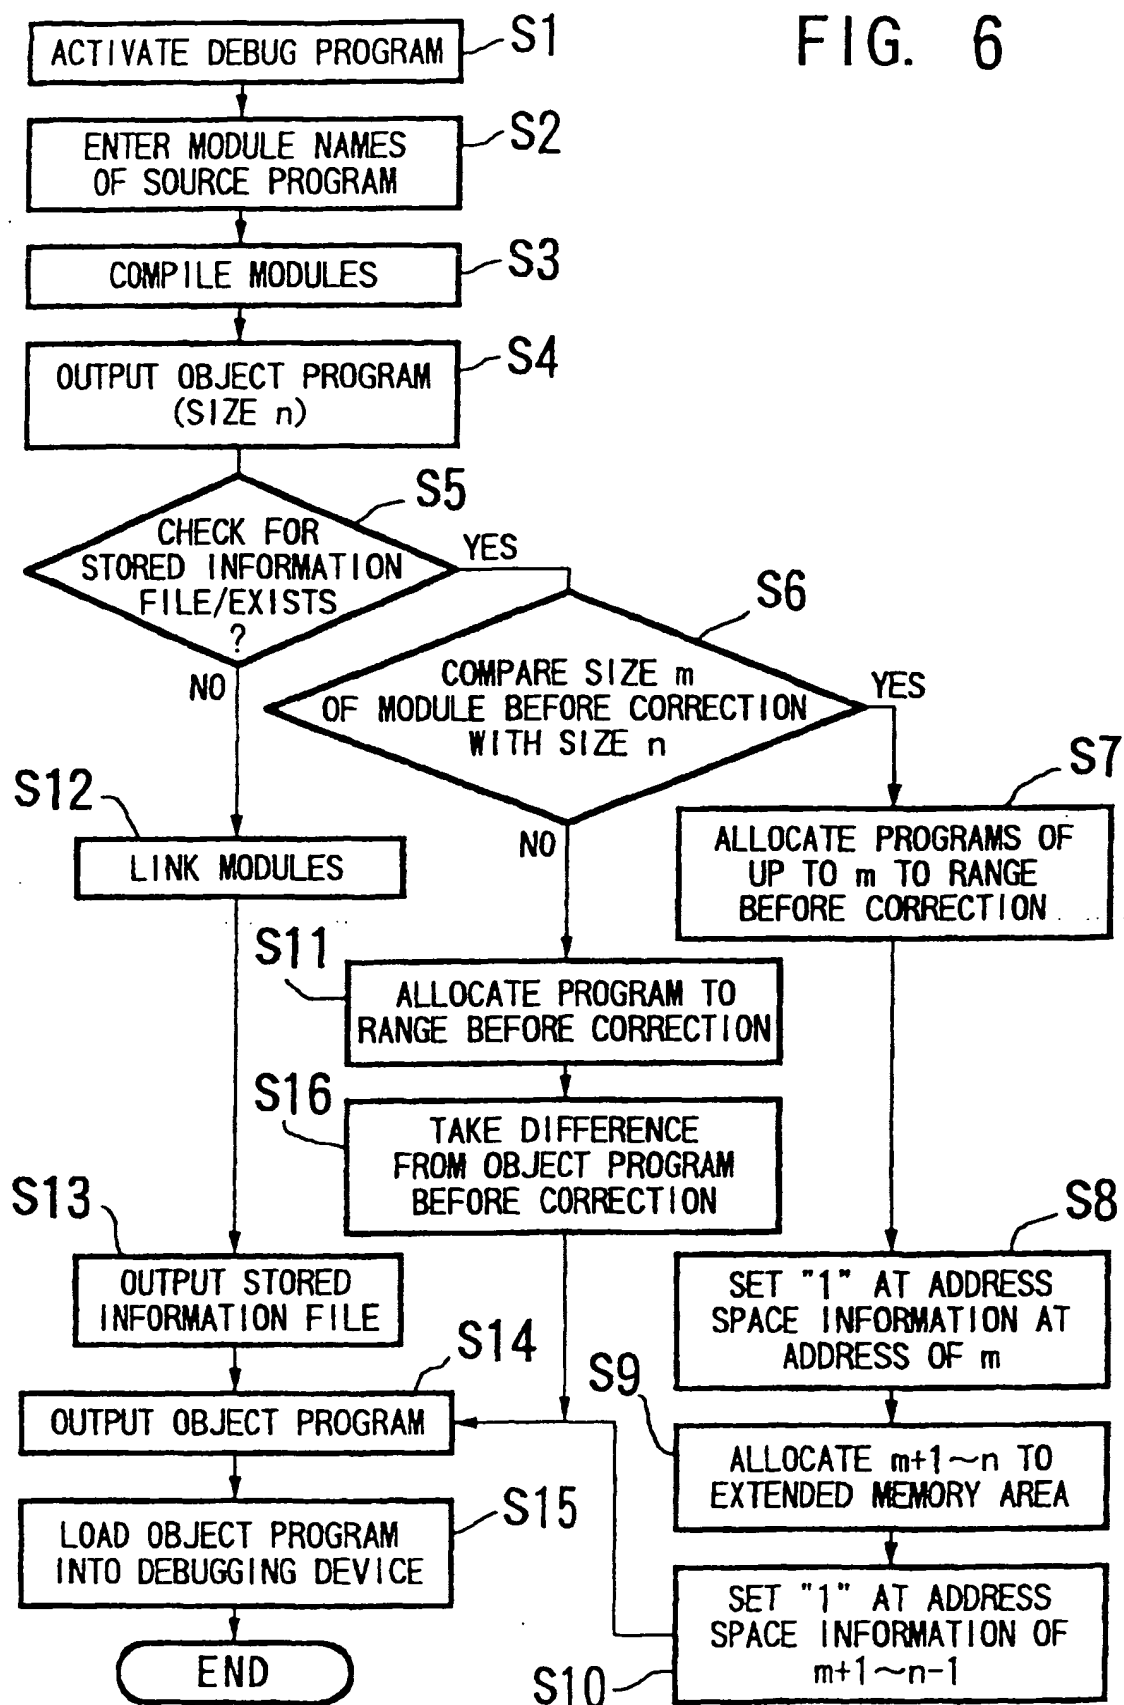 FIG. 6
ACTIVATE DEBUG PROGRAM
S1
ENTER MODULE NAMES
OF SOURCE PROGRAM
S2
COMPILE MODULES
S3
OUTPUT OBJECT PROGRAM
(SIZE n)
S4
CHECK FOR
STORED INFORMATION
FILE/EXISTS
?
S5
YES
NO
COMPARE SIZE m
OF MODULE BEFORE CORRECTION
WITH SIZE n
S6
YES
NO
S7
ALLOCATE PROGRAMS OF
UP TO m TO RANGE
BEFORE CORRECTION
S12
LINK MODULES
S11
ALLOCATE PROGRAM TO
RANGE BEFORE CORRECTION
S16
TAKE DIFFERENCE
FROM OBJECT PROGRAM
BEFORE CORRECTION
S13
OUTPUT STORED
INFORMATION FILE
S8
SET "1" AT ADDRESS
SPACE INFORMATION AT
ADDRESS OF m
S14
OUTPUT OBJECT PROGRAM
S9
ALLOCATE m+1~n TO
EXTENDED MEMORY AREA
S15
LOAD OBJECT PROGRAM
INTO DEBUGGING DEVICE
SET "1" AT ADDRESS
SPACE INFORMATION OF
m+1~n-1
S10
END